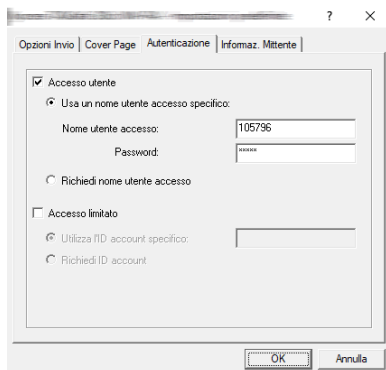 ? X
Opzioni Invio Cover Page Autenticazione Informaz. Mittente
Accesso utente
Usa un nome utente accesso specifico:
Nome utente accesso: 105796
Password: xxxxx
Richiedi nome utente accesso
Accesso limitato
Utilizza l'ID account specifico:
Richiedi ID account
OK Annulla